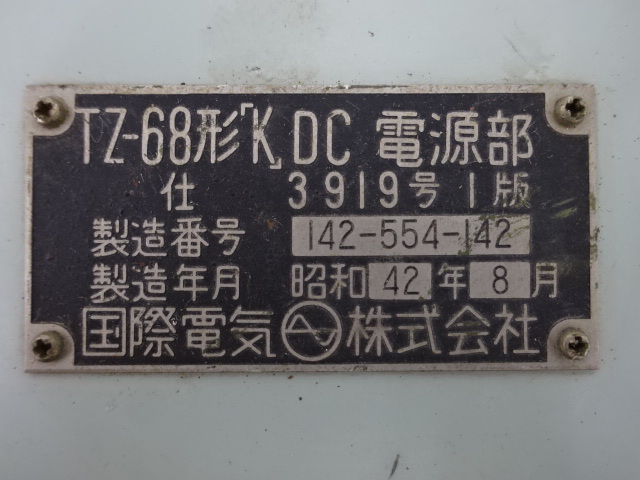 TZ-68形「K」DC 電源部
仕 3919号 1版
製造番号 142-554-142
製造年月 昭和 42 年 8 月
国際電気 株式会社